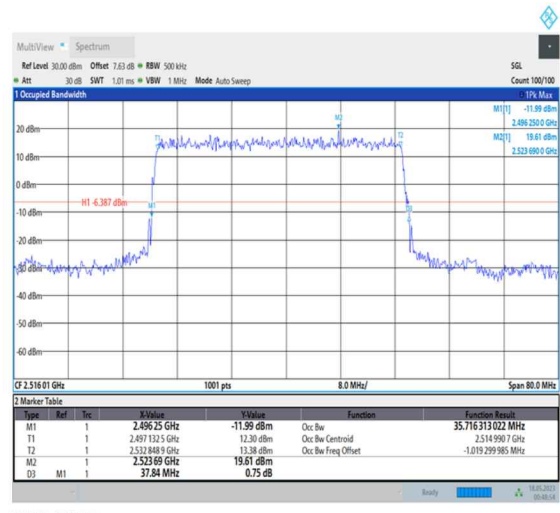 MultiView Spectrum
Ref Level 30.00 dBm Offset 7.63 dB RBW 500 kHz SGL
Att 30 dB SWT 1.01 ms VBW 1 MHz Mode Auto Sweep Count 100/100
1 Occupied Bandwidth 1Pk Max
M1[1] -11.99 dBm
2.496 250 0 GHz
M2[1] 19.61 dBm
2.523 690 0 GHz
M2
T1 T2
20 dBm
10 dBm
0 dBm
H1 -6.387 dBm M1
-10 dBm
-20 dBm
-30 dBm
-40 dBm
-50 dBm
-60 dBm
CF 2.516 01 GHz 1001 pts 8.0 MHz/ Span 80.0 MHz
2 Marker Table
Type Ref Trc X-Value Y-Value Function Function Result
M1 1 2.496 25 GHz -11.99 dBm Occ Bw 35.716 313 022 MHz
T1 1 2.497 132 5 GHz 12.30 dBm Occ Bw Centroid 2.514 990 7 GHz
T2 1 2.532 848 9 GHz 13.38 dBm Occ Bw Freq Offset -1.019 299 985 MHz
M2 1 2.523 69 GHz 19.61 dBm
D3 M1 1 37.84 MHz 0.75 dB
Ready 18.05.2023
00:48:54